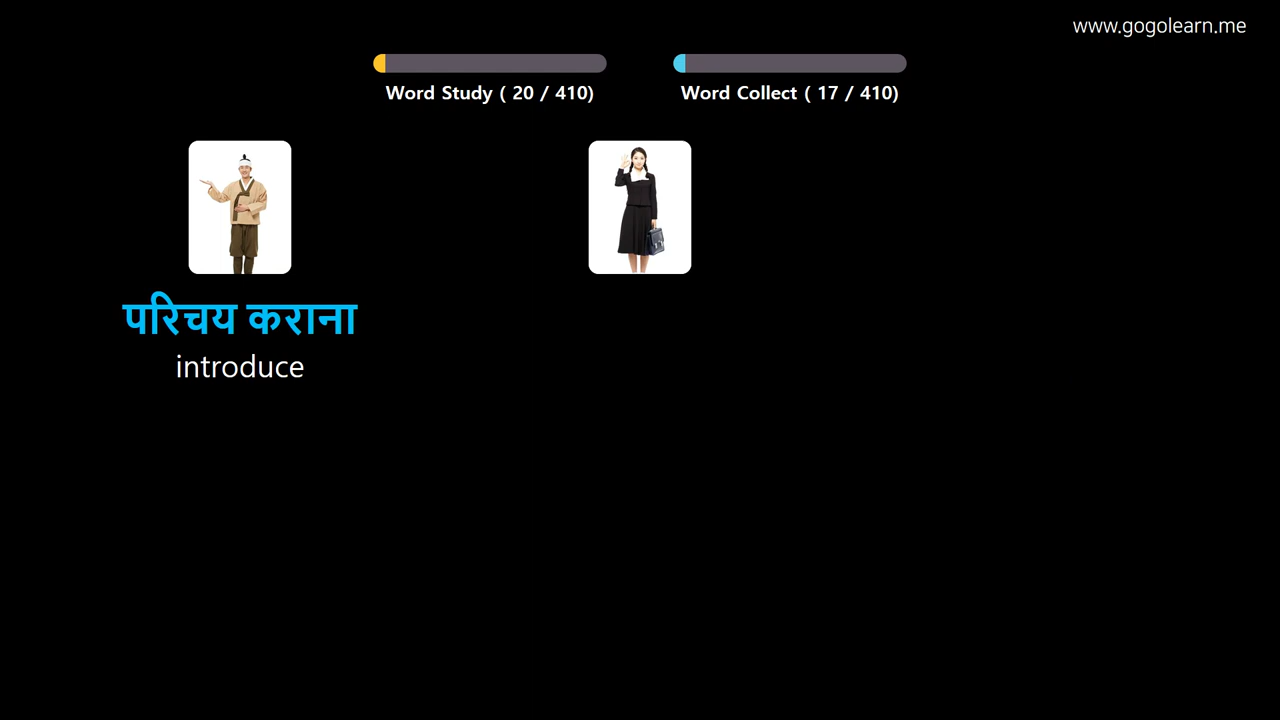 www.gogolearn.me
Word Study ( 20 / 410)
Word Collect ( 17 / 410)
परिचय कराना
introduce